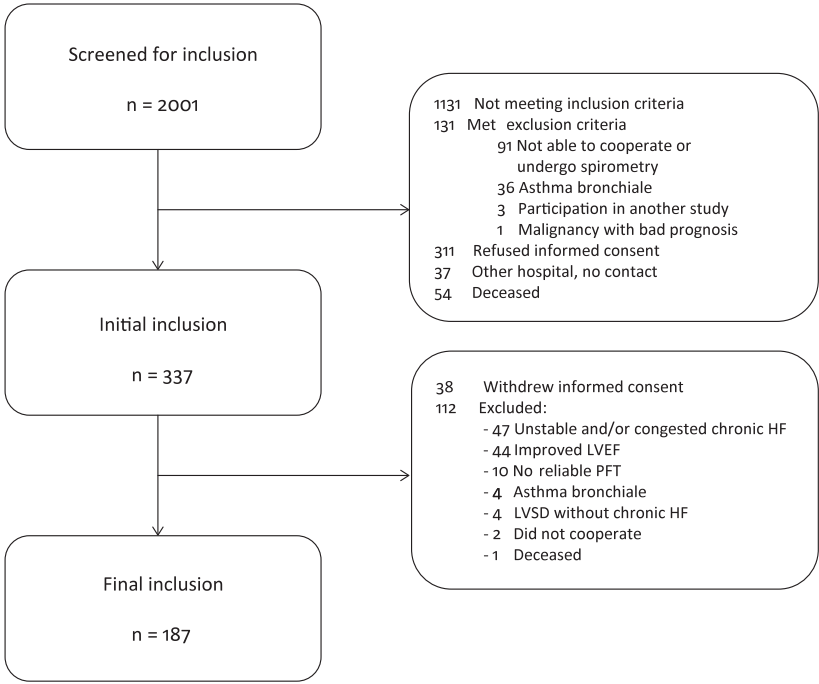 Screened for inclusion
n = 2001
1131 Not meeting inclusion criteria
131 Met exclusion criteria
91 Not able to cooperate or
undergo spirometry
36 Asthma bronchiale
3 Participation in another study
1 Malignancy with bad prognosis
311 Refused informed consent
37 Other hospital, no contact
54 Deceased
Initial inclusion
n = 337
38 Withdrew informed consent
112 Excluded:
- 47 Unstable and/or congested chronic HF
- 44 Improved LVEF
- 10 No reliable PFT
- 4 Asthma bronchiale
- 4 LVSD without chronic HF
- 2 Did not cooperate
- 1 Deceased
Final inclusion
n = 187